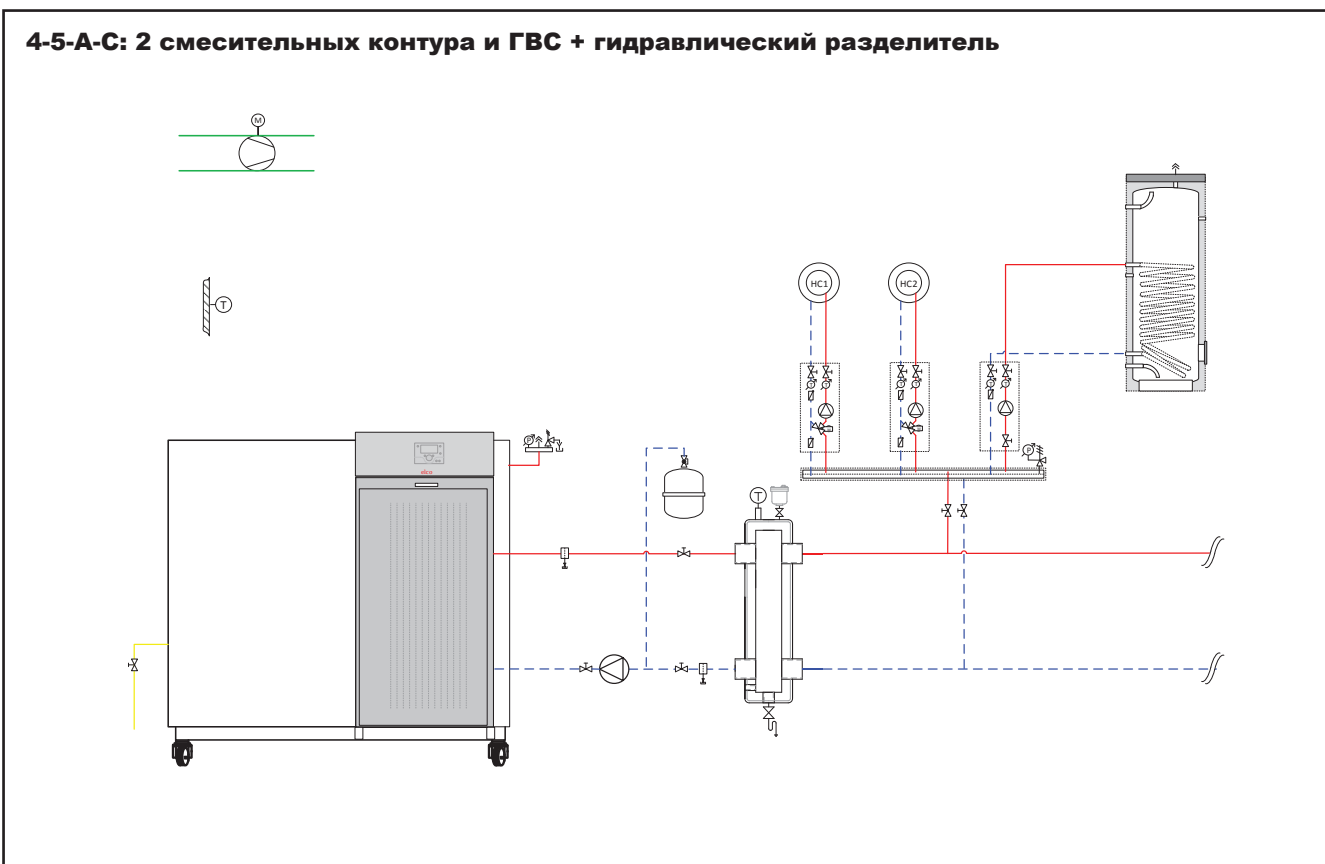 4-5-A-C: 2 смесительных контура и ГВС + гидравлический разделитель
M
T
HC1
HC2
T
T
T
T
T
T
P
P
elco
T